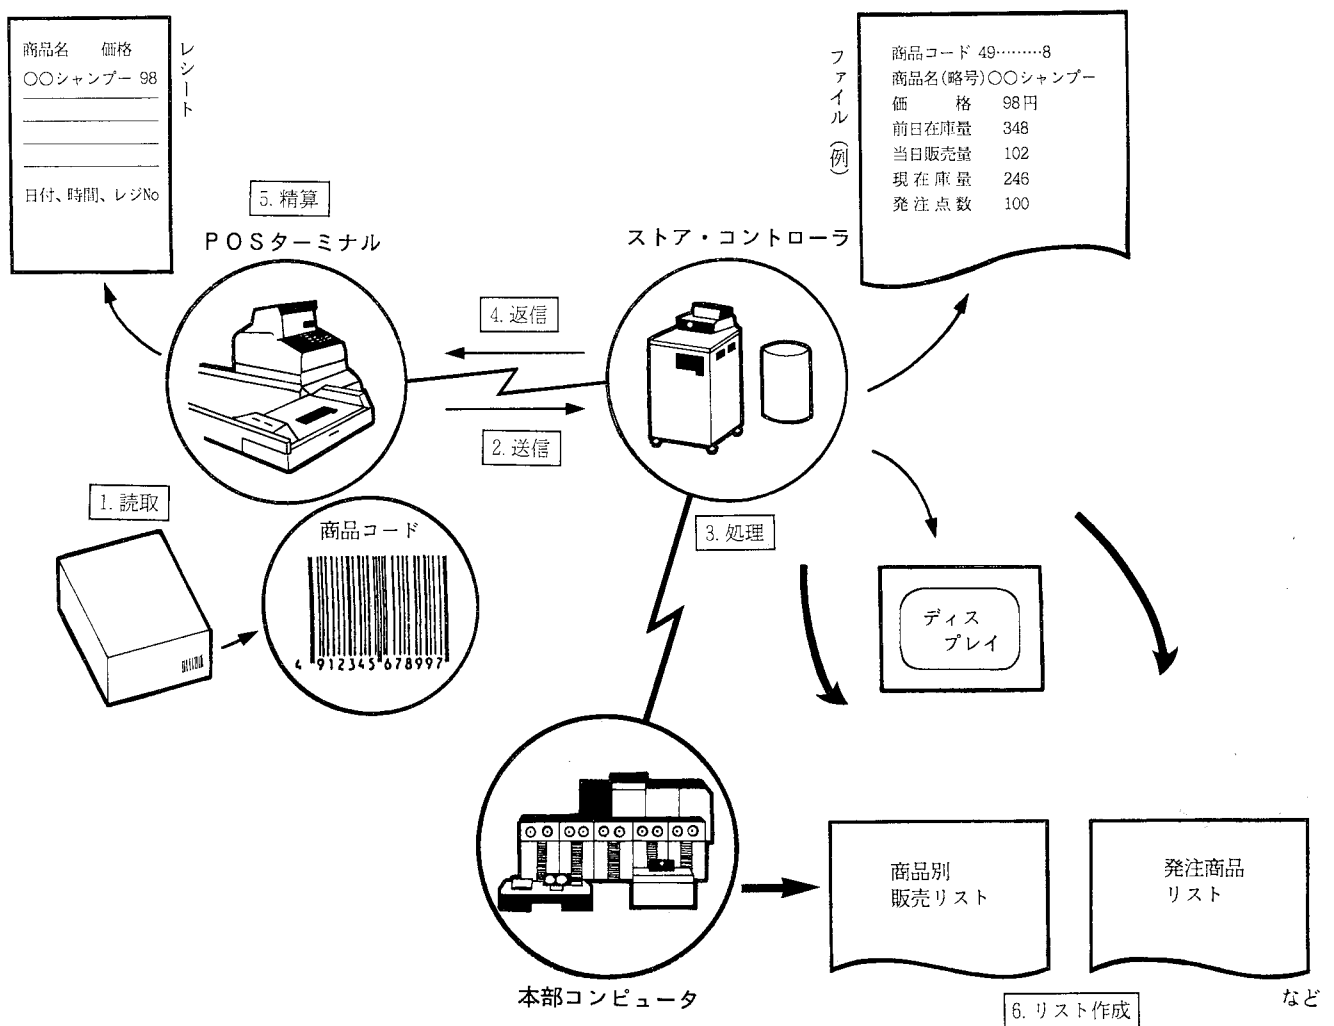 商品名 価格
〇〇シャンプー 98
日付、時間、レジNo
レシート
5. 精算
POSターミナル
ストア・コントローラ
ファイル(例)
商品コード 49………8
商品名(略号)〇〇シャンプー
価格 98円
前日在庫量 348
当日販売量 102
現在庫量 246
発注点数 100
4. 返信
2. 送信
1. 読取
商品コード
4 912345 678997
3. 処理
ディス
プレイ
本部コンピュータ
商品別
販売リスト
発注商品
リスト
6. リスト作成
など